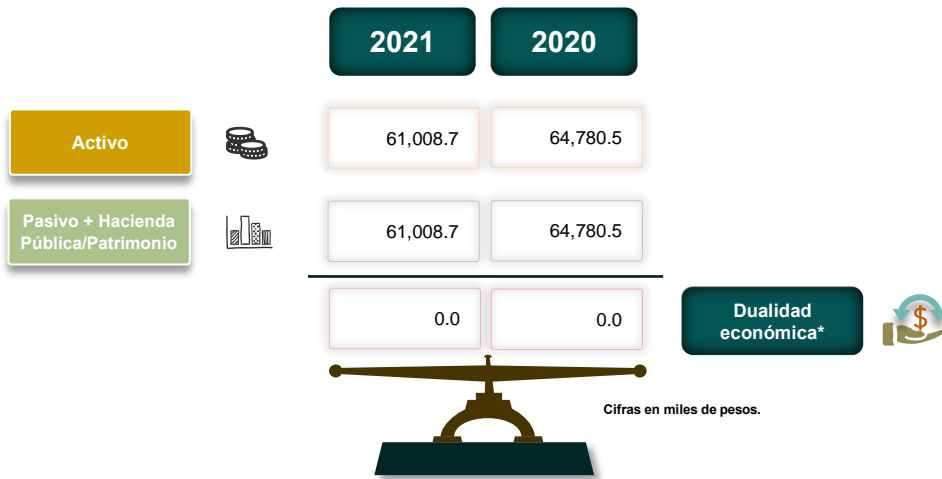 2021 2020
Activo 61,008.7 64,780.5
Pasivo + Hacienda
Pública/Patrimonio 61,008.7 64,780.5
0.0 0.0 Dualidad
económica*
Cifras en miles de pesos.